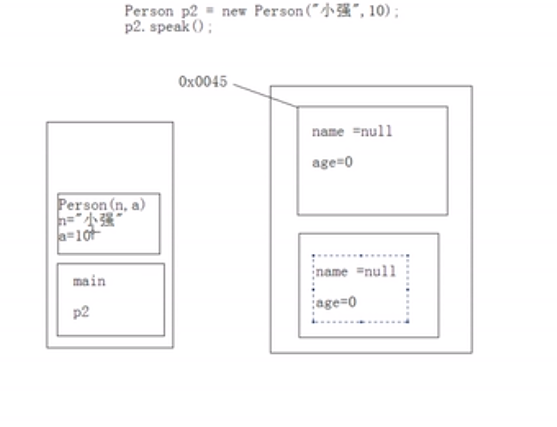 Person p2 = new Person("小强",10);
p2.speak();
0x0045
name =null
age=0
Person(n,a)
n="小强"
a=10
main
p2
name =null
age=0